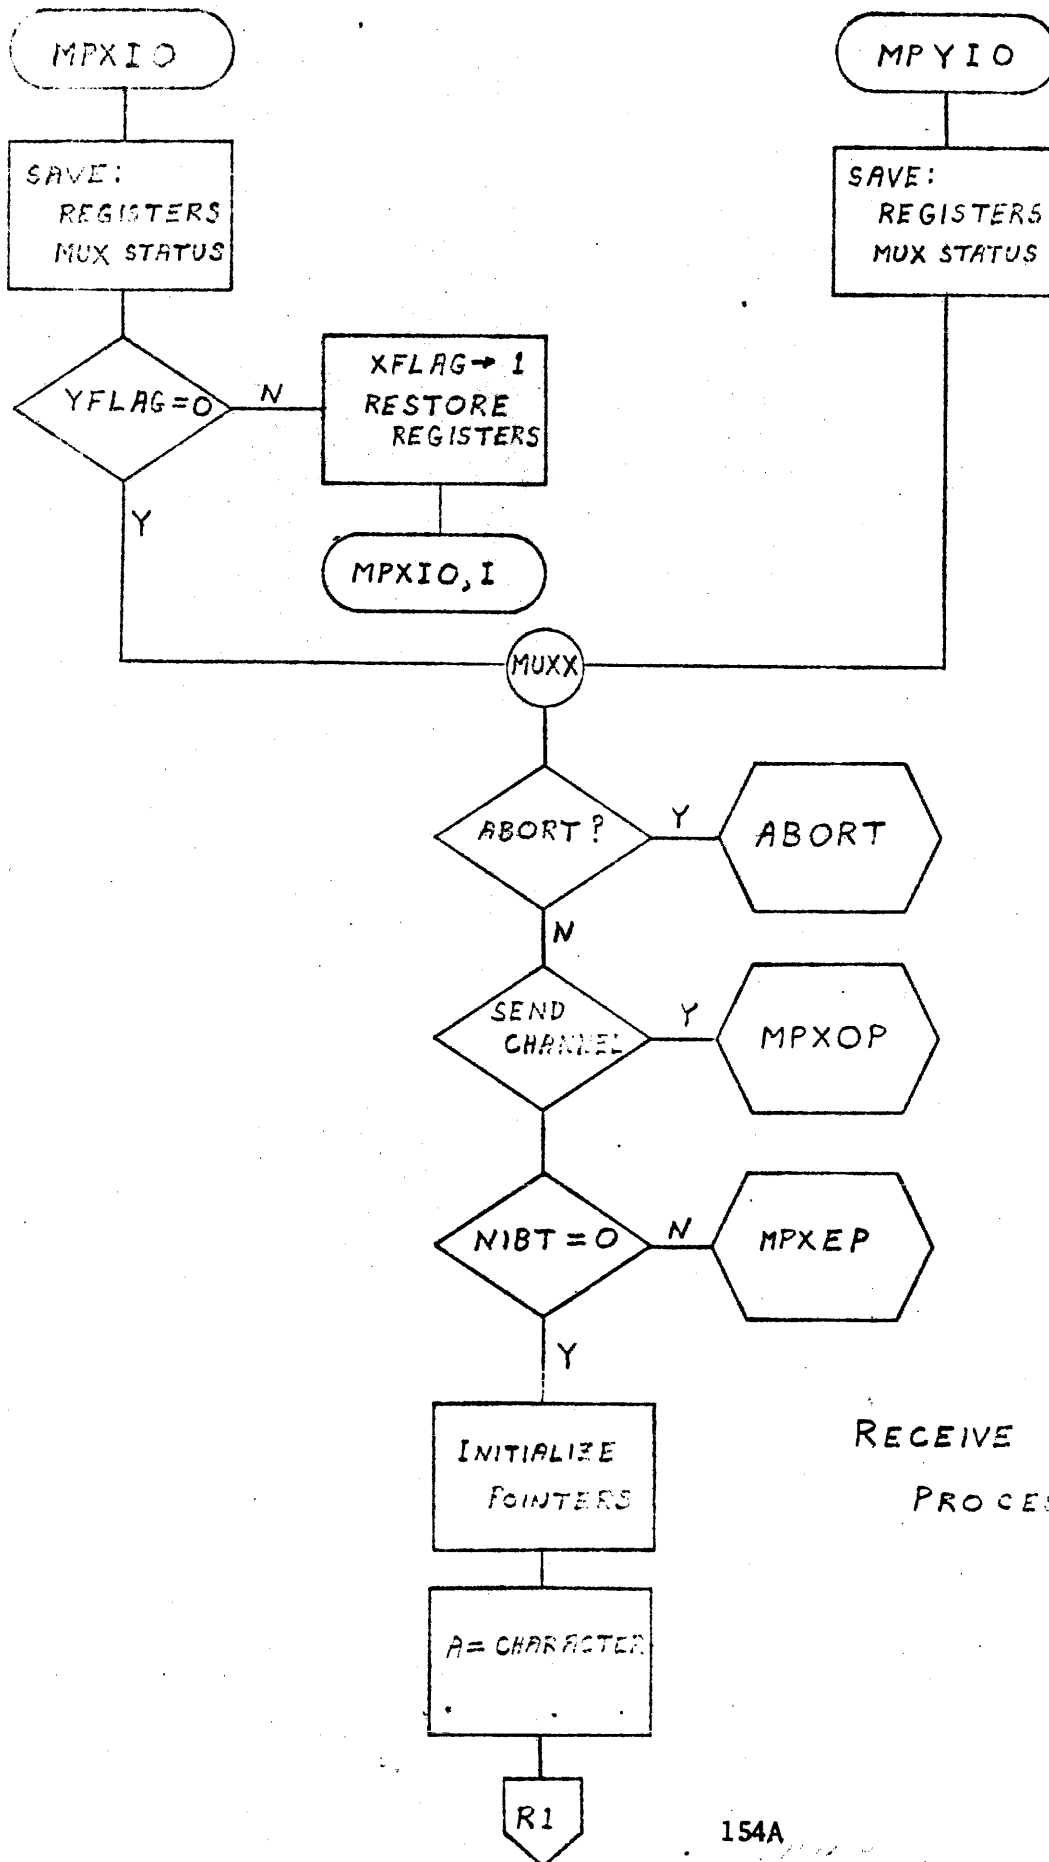 MPXIO
MPYIO
SAVE:
REGISTERS
MUX STATUS
SAVE:
REGISTERS
MUX STATUS
YFLAG=0
N
XFLAG→ 1
RESTORE
REGISTERS
Y
MPXIO, I
MUXX
ABORT?
Y
ABORT
N
SEND
CHANNEL
Y
MPXOP
NIBT = 0
N
MPXEP
Y
INITIALIZE
POINTERS
RECEIVE
A= CHARACTER
R1
154A